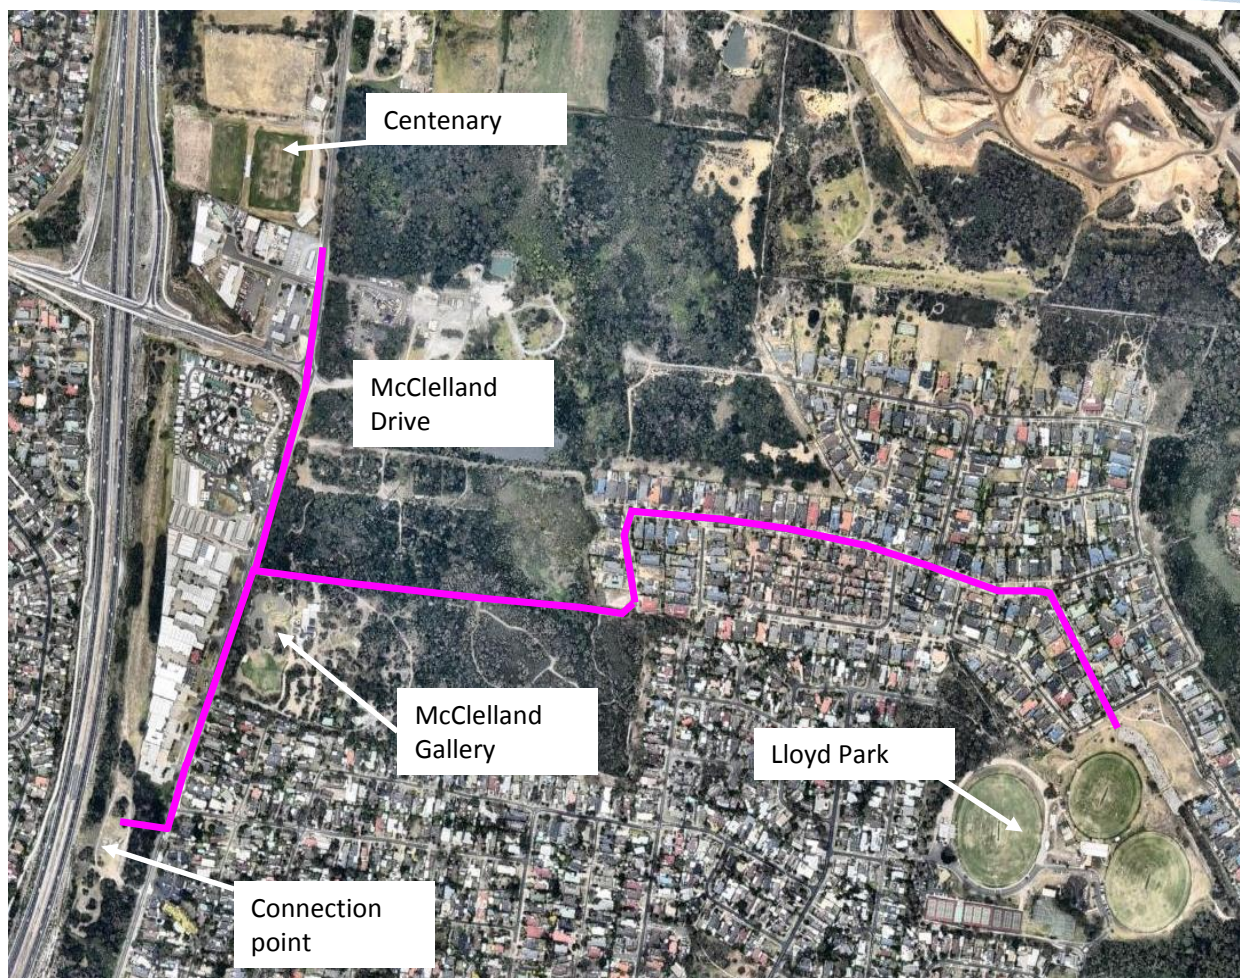 Centenary
McClelland
Drive
McClelland
Gallery
Lloyd Park
Connection
point